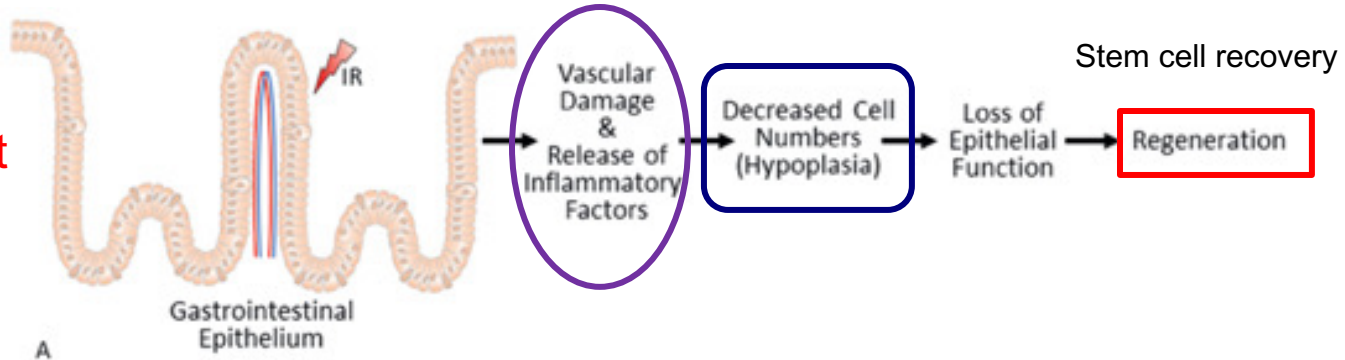 t
IR
Gastrointestinal
Epithelium
A
Vascular
Damage
&
Release of
Inflammatory
Factors
Decreased Cell
Numbers
(Hypoplasia)
Loss of
Epithelial
Function
Stem cell recovery
Regeneration